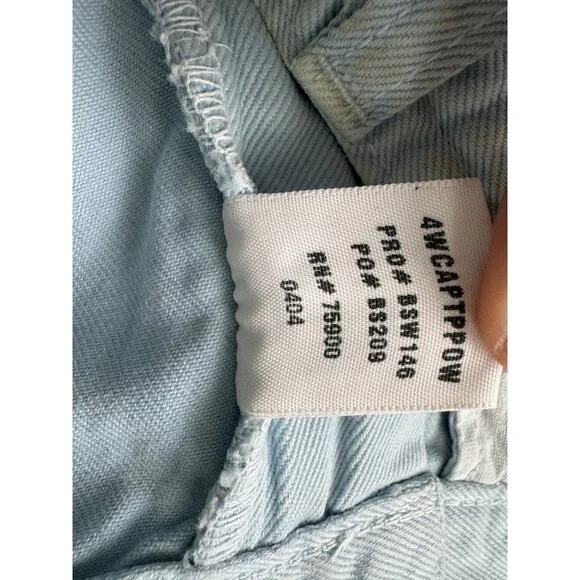 4WCAPTPPOW
PRO# BSW146
PO# BS209
RN# 75900
0404